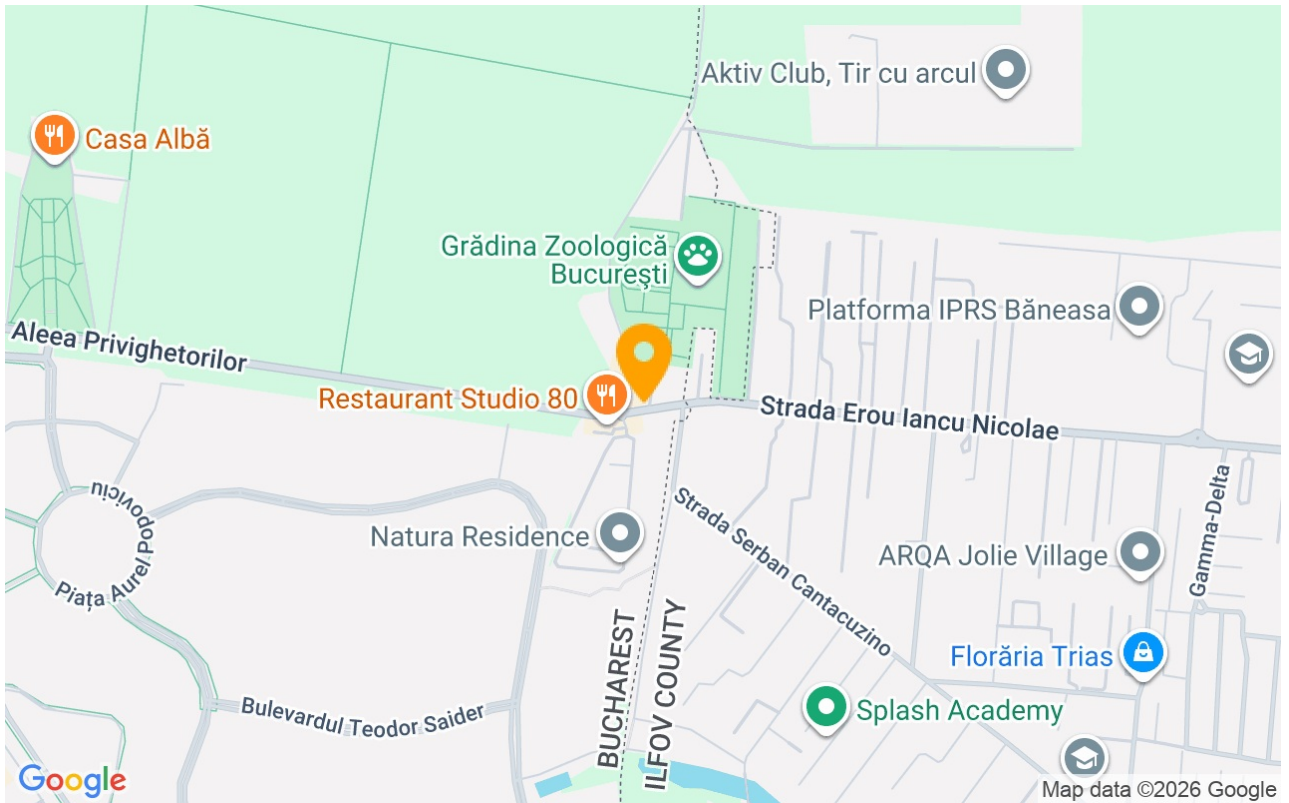 Aktiv Club, Tir cu arcul
Casa Albă
Grădina Zoologică
București
Platforma IPRS Băneasa
Aleea Privighetorilor
Restaurant Studio 80
Strada Erou Iancu Nicolae
Piața Aurel Popoviciu
Natura Residence
Strada Serban Cantacuzino
ARQA Jolie Village
Gamma-Delta
BUCHAREST
ILFOV COUNTY
Florăria Trias
Bulevardul Teodor Saider
Splash Academy
Google
Map data ©2026 Google